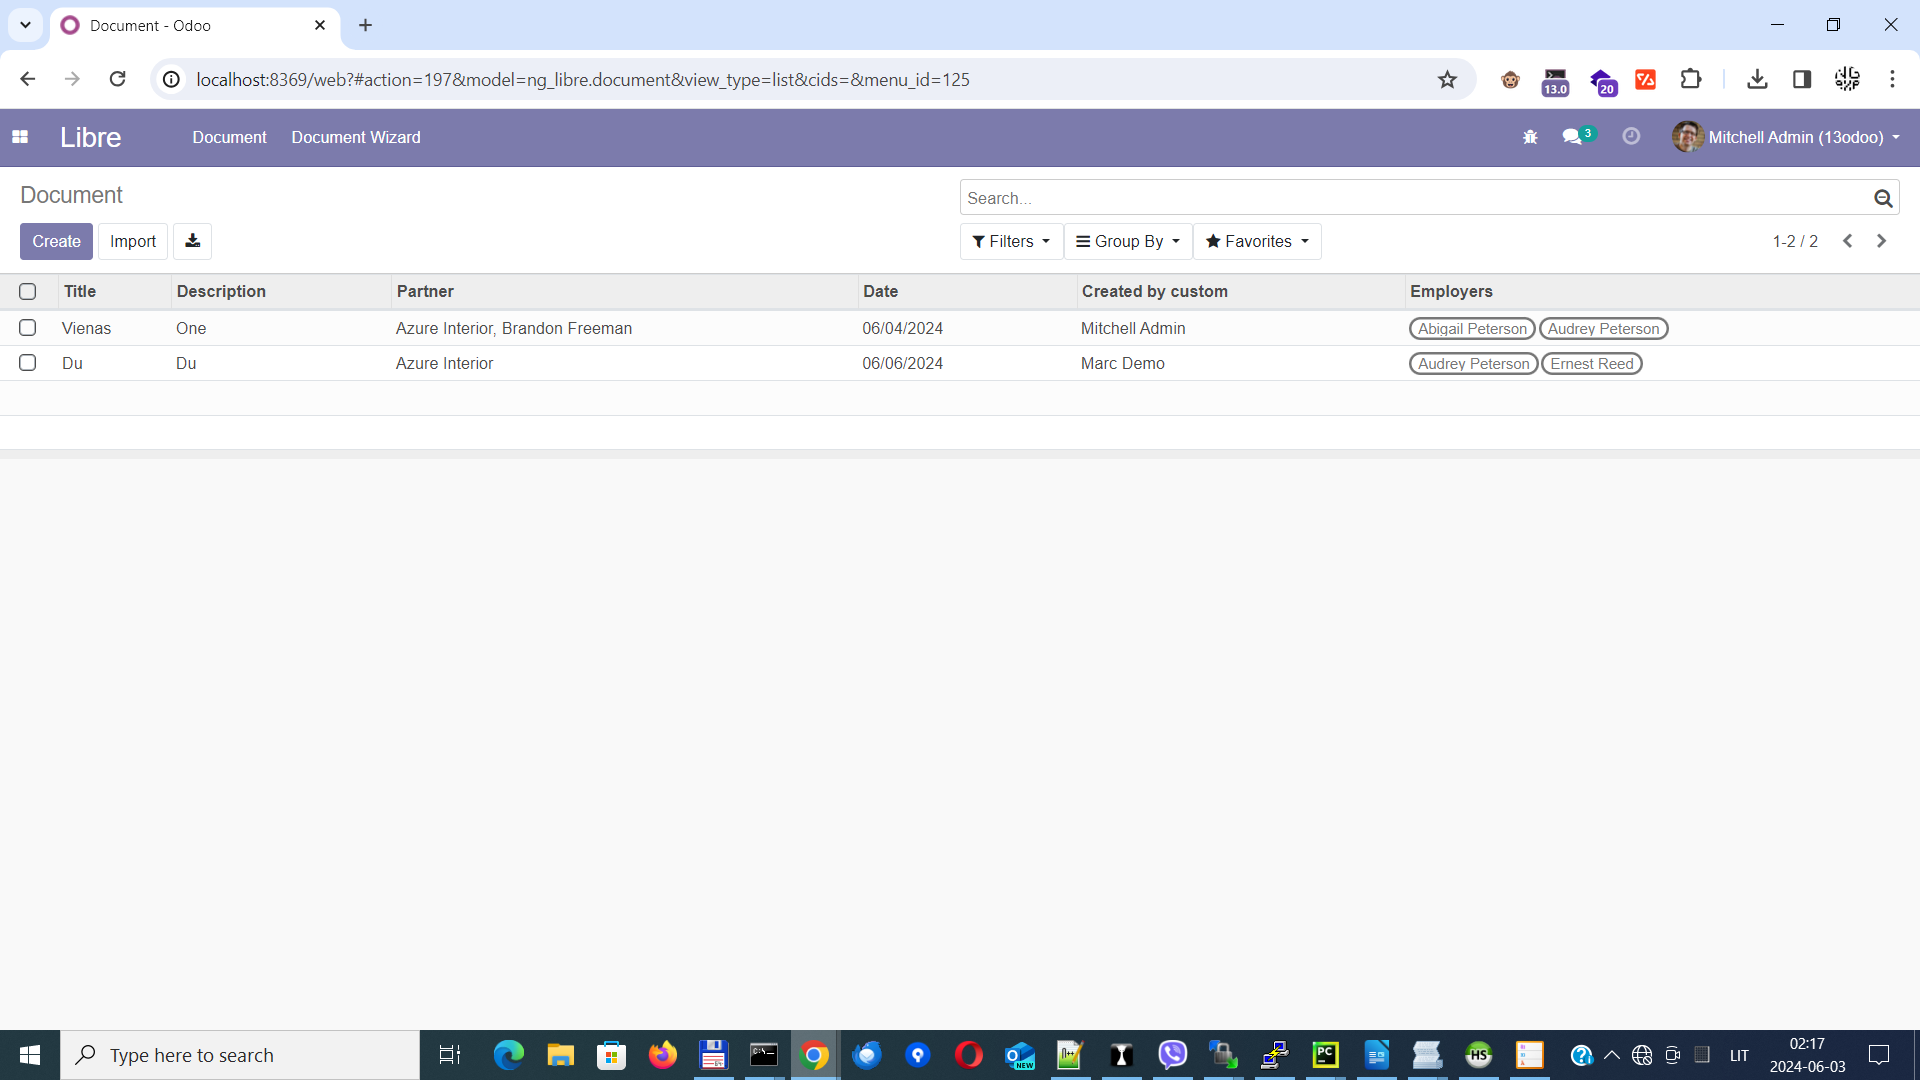 Document - Odoo
localhost:8369/web?#action=197&model=ng_libre.document&view_type=list&cids=&menu_id=125
13.0
20
Libre Document Document Wizard 3 Mitchell Admin (13odoo)
Document
Search...
Create Import Filters Group By Favorites 1-2 / 2
Title Description Partner Date Created by custom Employers
Vienas One Azure Interior, Brandon Freeman 06/04/2024 Mitchell Admin Abigail Peterson Audrey Peterson
Du Du Azure Interior 06/06/2024 Marc Demo Audrey Peterson Ernest Reed
Type here to search
NEW
PC
HS
LIT
02:17
2024-06-03